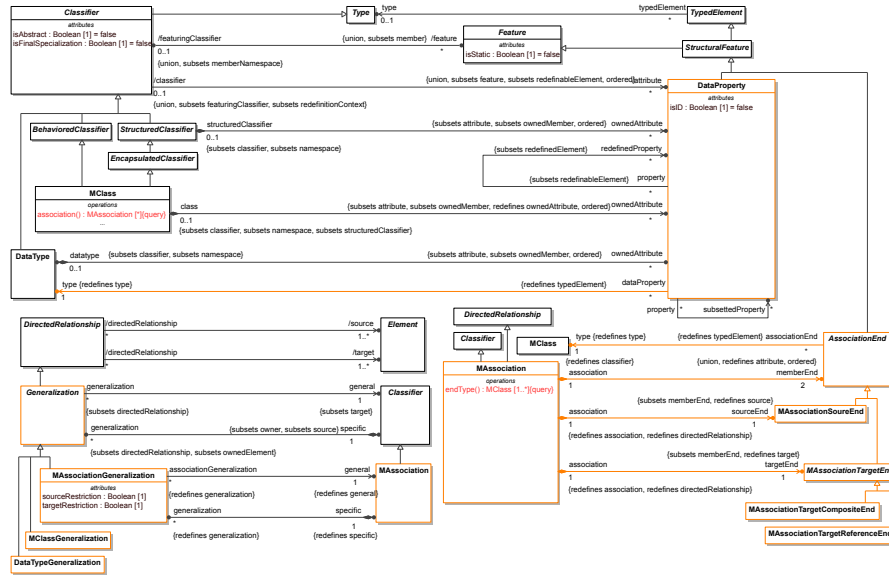 Classifier
attributes
isAbstract : Boolean [1] = false
isFinalSpecialization : Boolean [1] = false
Type
type
0..1
typedElement
*
TypedElement
/featuringClassifier
0..1
{union, subsets member}
/feature
*
{union, subsets memberNamespace}
Feature
attributes
isStatic : Boolean [1] = false
StructuralFeature
/classifier
0..1
{union, subsets feature, subsets redefinableElement, ordered}
attribute
*
{union, subsets featuringClassifier, subsets redefinitionContext}
DataProperty
attributes
isID : Boolean [1] = false
BehavioredClassifier
StructuredClassifier
structuredClassifier
0..1
{subsets attribute, subsets ownedMember, ordered}
ownedAttribute
*
{subsets classifier, subsets namespace}
EncapsulatedClassifier
{subsets redefinedElement}
redefinedProperty
*
property
{subsets redefinableElement}
*
MClass
operations
association() : MAssociation [*]{query}
...
class
0..1
{subsets attribute, subsets ownedMember, redefines ownedAttribute, ordered}
ownedAttribute
*
{subsets classifier, subsets namespace, subsets structuredClassifier}
DataType
datatype
{subsets classifier, subsets namespace}
0..1
{subsets attribute, subsets ownedMember, ordered}
ownedAttribute
*
type {redefines type}
1
{redefines typedElement}
dataProperty
*
property
*
subsettedProperty
*
DirectedRelationship
/directedRelationship
*
/source
1..*
Element
/directedRelationship
*
/target
1..*
Generalization
generalization
*
general
1
Classifier
{subsets directedRelationship}
{subsets target}
generalization
*
{subsets owner, subsets source}
specific
1
{subsets directedRelationship, subsets ownedElement}
MAssociationGeneralization
attributes
sourceRestriction : Boolean [1]
targetRestriction : Boolean [1]
associationGeneralization
*
general
1
MAssociation
{redefines generalization}
{redefines general}
generalization
*
specific
1
{redefines generalization}
{redefines specific}
MClassGeneralization
DataTypeGeneralization
DirectedRelationship
Classifier
MClass
type {redefines type}
1
{redefines typedElement}
associationEnd
*
AssociationEnd
MAssociation
operations
endType() : MClass [1..*]{query}
{redefines classifier}
{union, redefines attribute, ordered}
association
1
memberEnd
2
{subsets memberEnd, redefines source}
association
1
sourceEnd
1
MAssociationSourceEnd
{redefines association, redefines directedRelationship}
{subsets memberEnd, redefines target}
association
1
targetEnd
1
MAssociationTargetEnd
{redefines association, redefines directedRelationship}
MAssociationTargetCompositeEnd
MAssociationTargetReferenceEnd